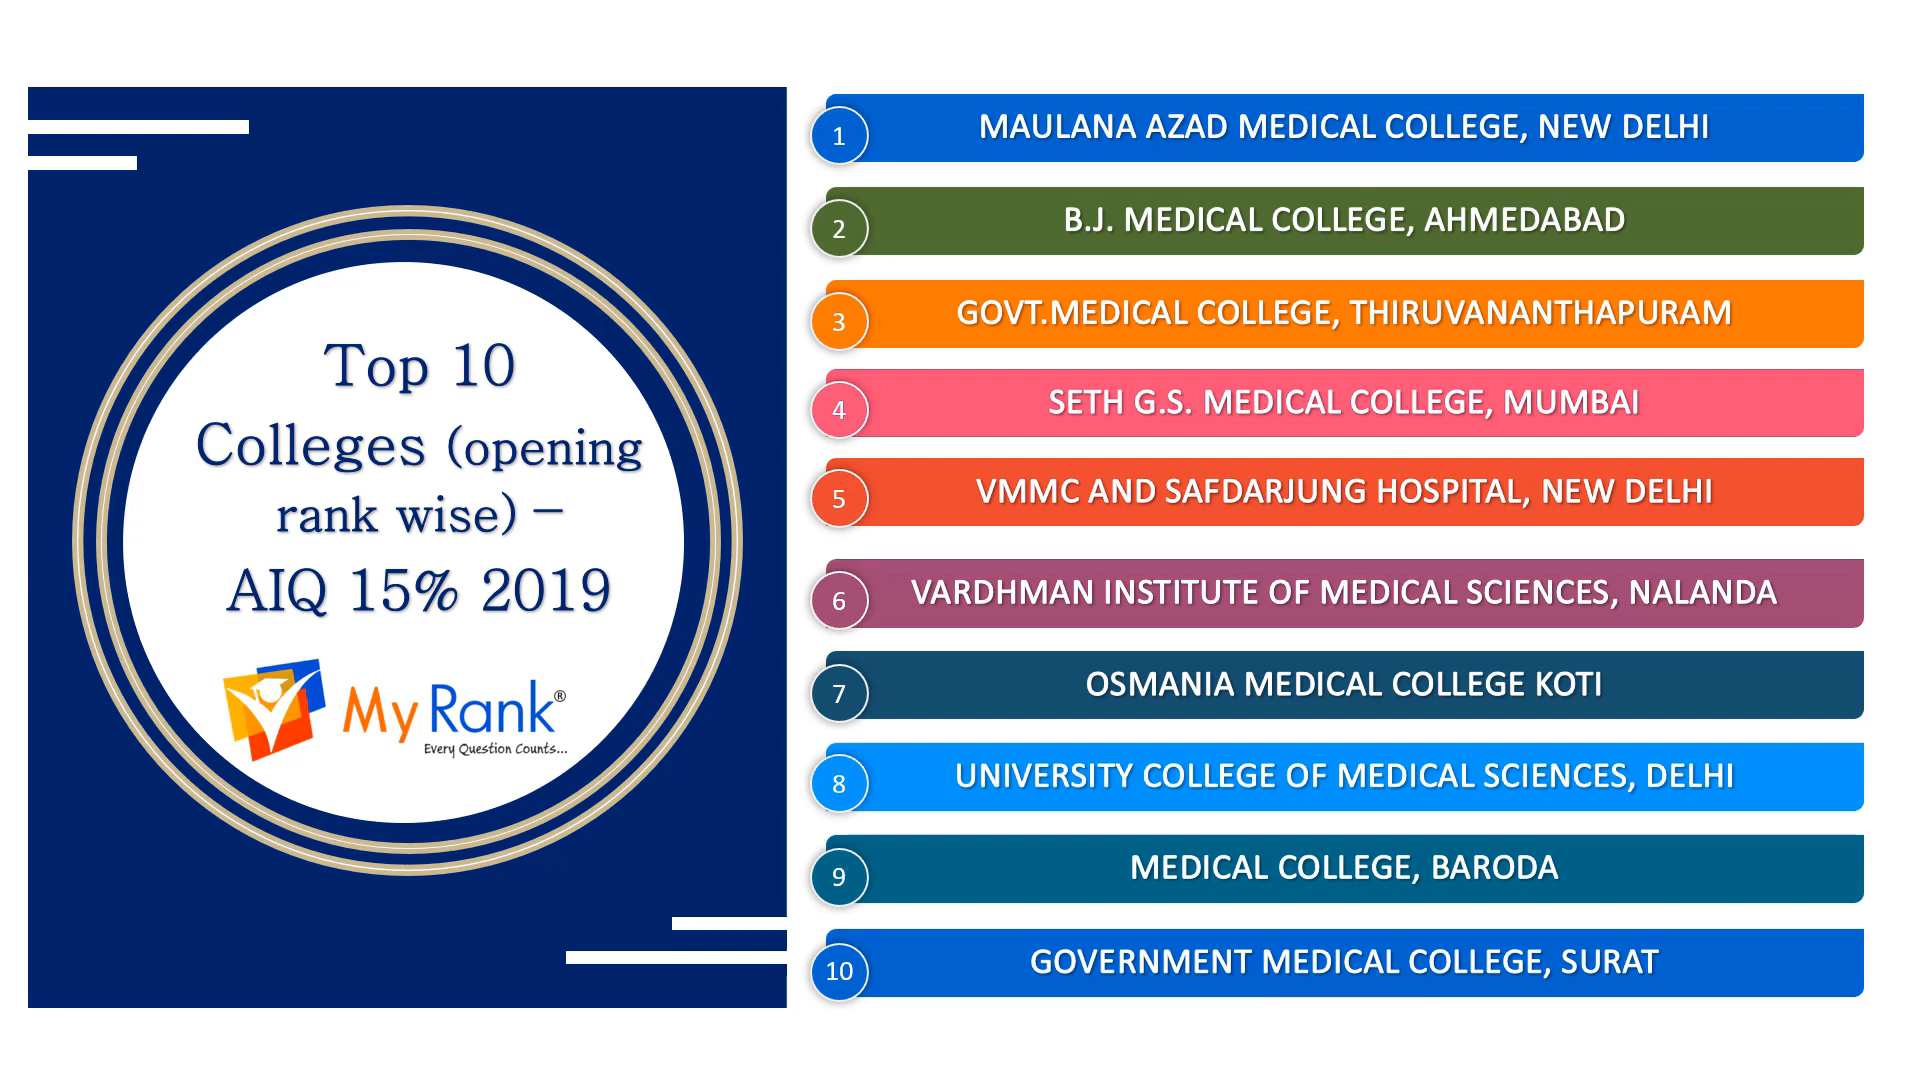 Top 10
Colleges (opening
rank wise) –
AIQ 15% 2019
My Rank®
Every Question Counts...
1 MAULANA AZAD MEDICAL COLLEGE, NEW DELHI
2 B.J. MEDICAL COLLEGE, AHMEDABAD
3 GOVT.MEDICAL COLLEGE, THIRUVANANTHAPURAM
4 SETH G.S. MEDICAL COLLEGE, MUMBAI
5 VMMC AND SAFDARJUNG HOSPITAL, NEW DELHI
6 VARDHMAN INSTITUTE OF MEDICAL SCIENCES, NALANDA
7 OSMANIA MEDICAL COLLEGE KOTI
8 UNIVERSITY COLLEGE OF MEDICAL SCIENCES, DELHI
9 MEDICAL COLLEGE, BARODA
10 GOVERNMENT MEDICAL COLLEGE, SURAT